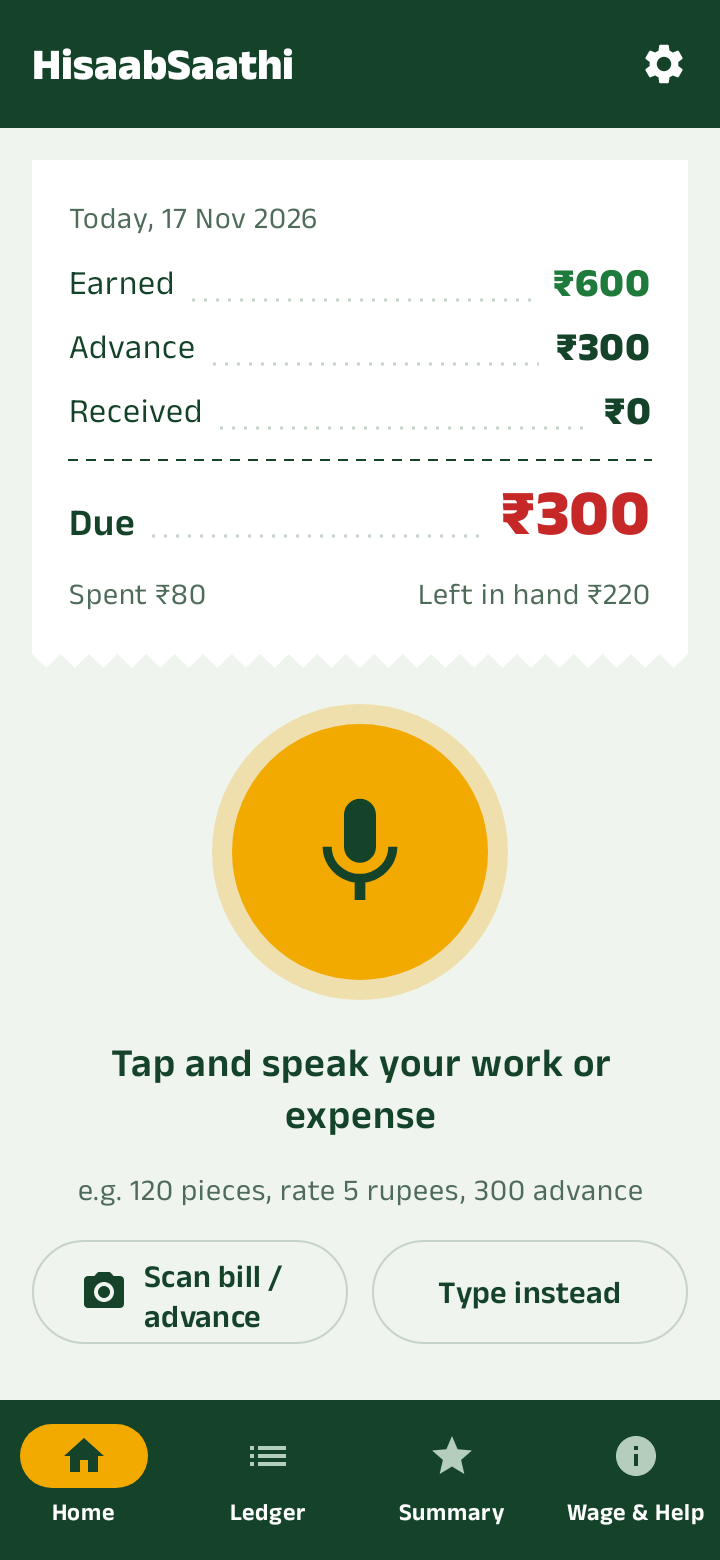 HisaabSaathi
Today, 17 Nov 2026
Earned ₹600
Advance ₹300
Received ₹0
Due ₹300
Spent ₹80 Left in hand ₹220
Tap and speak your work or
expense
e.g. 120 pieces, rate 5 rupees, 300 advance
Scan bill /
advance
Type instead
Home Ledger Summary Wage & Help